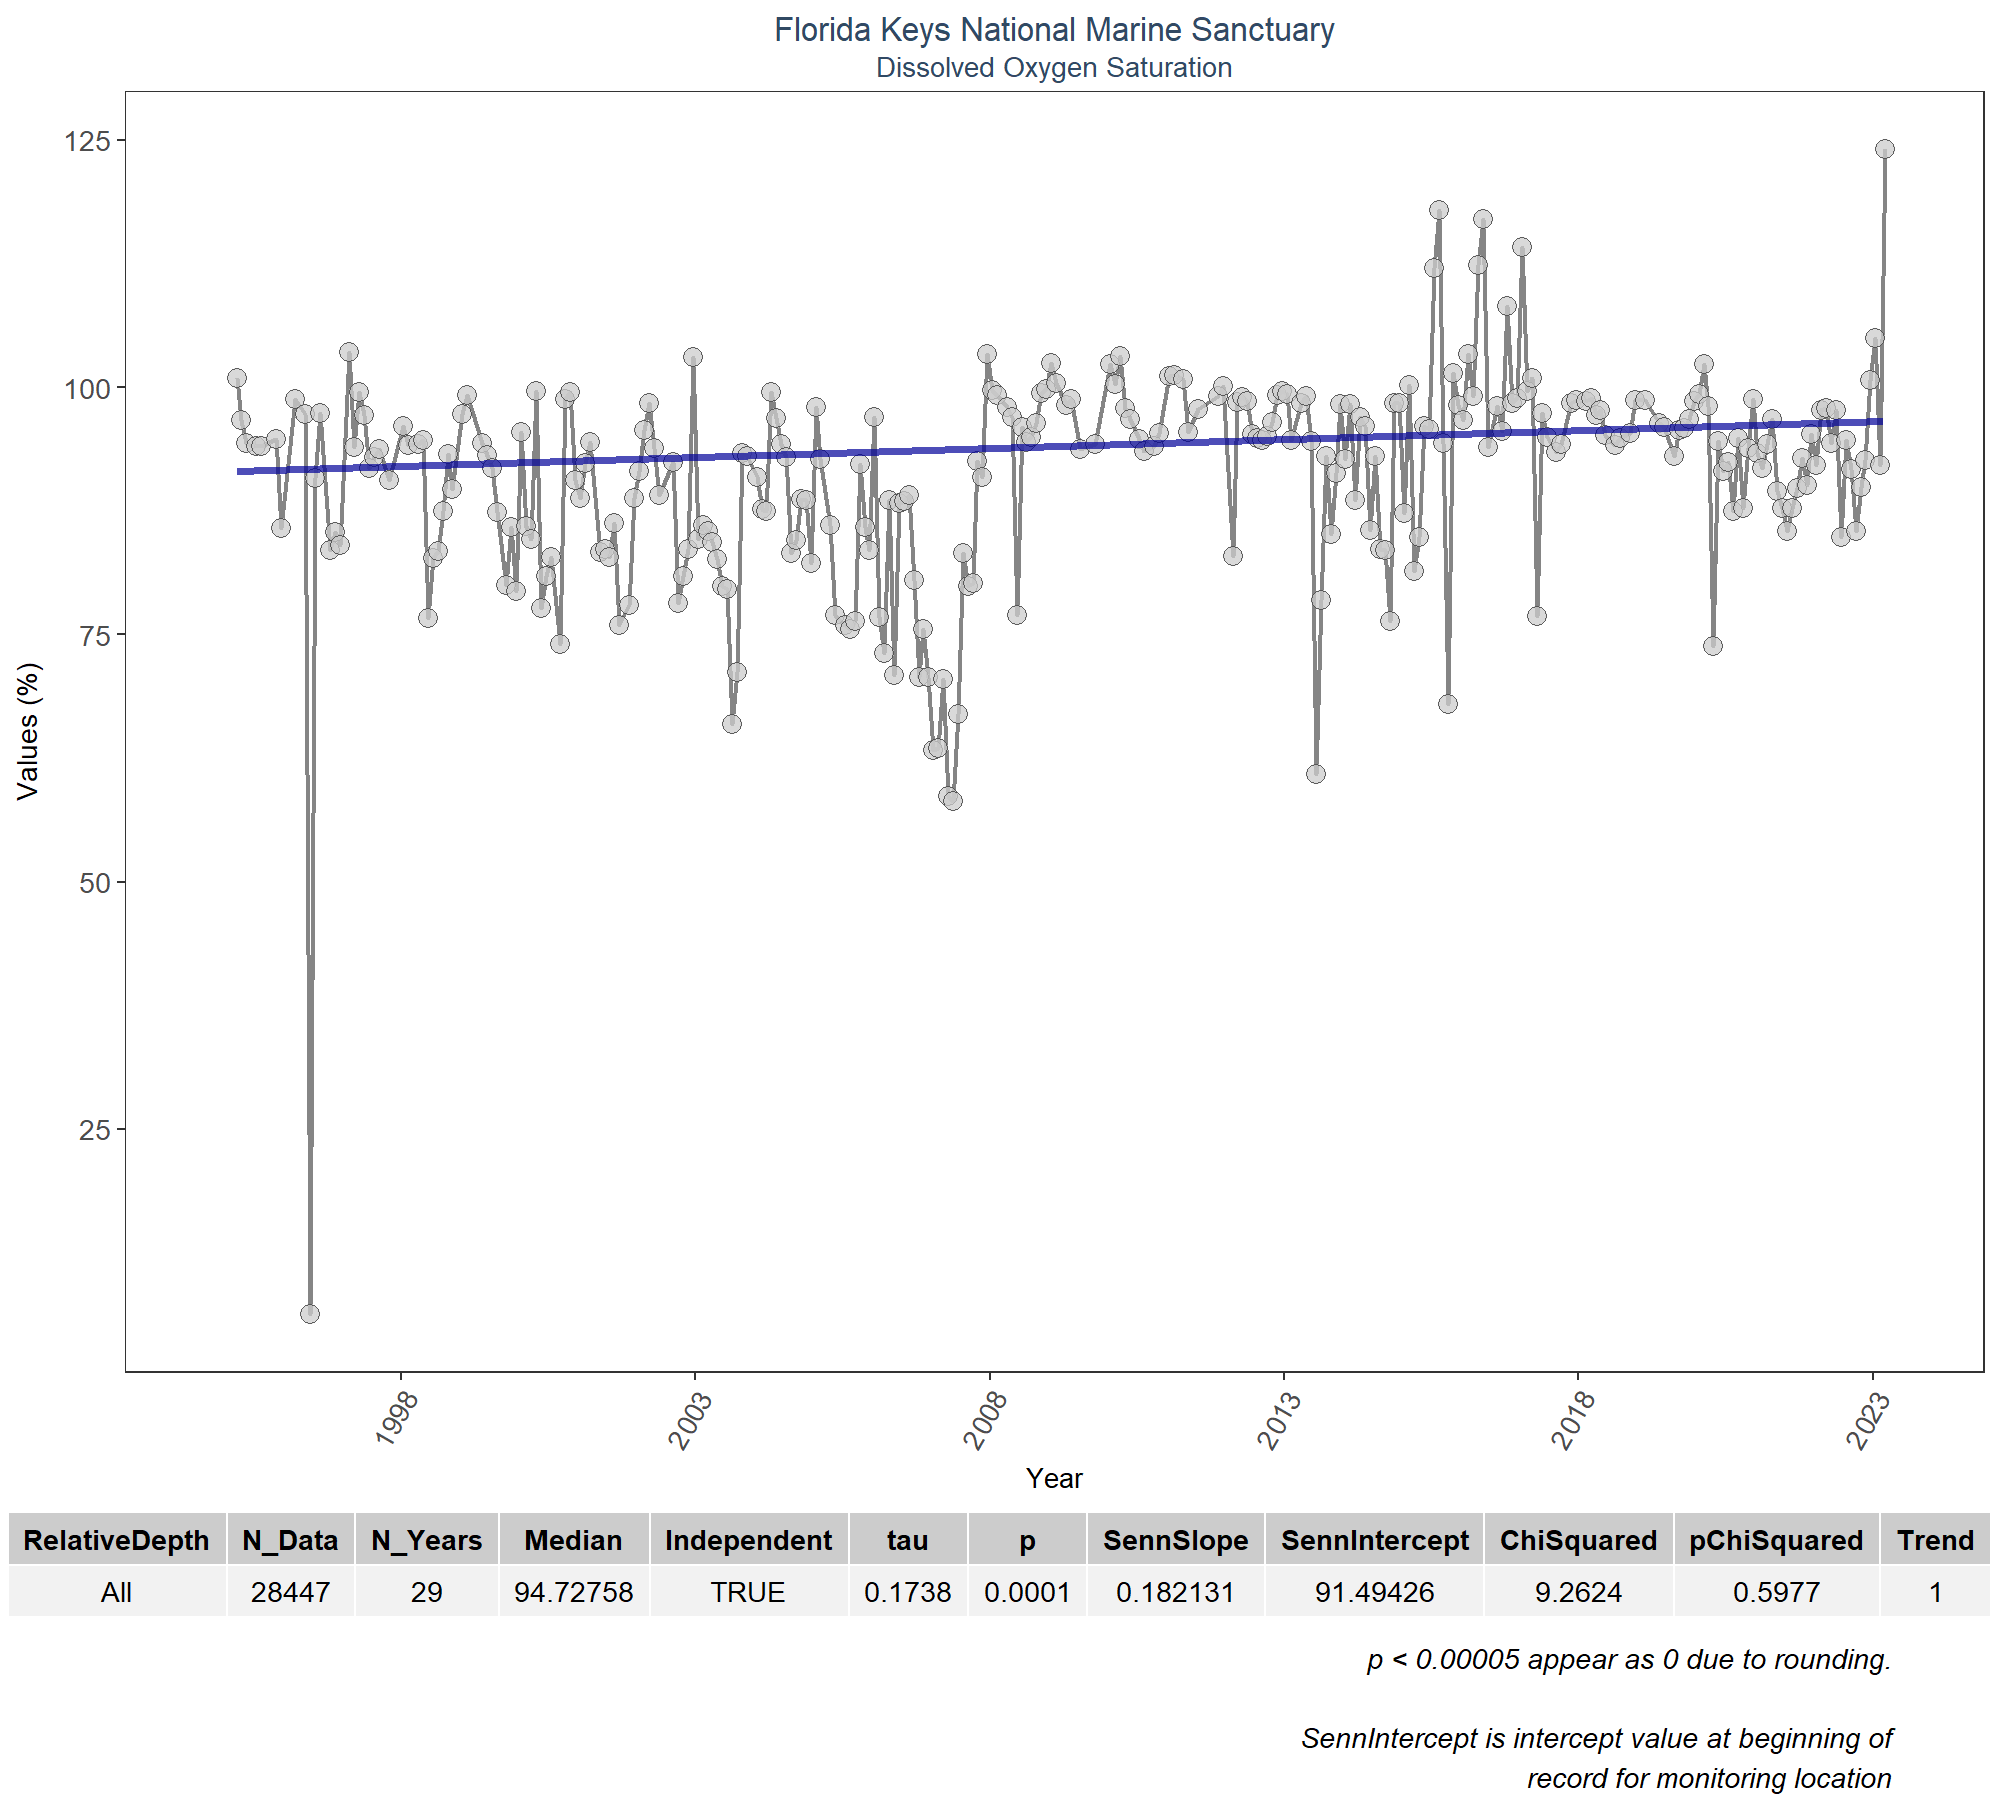 Florida Keys National Marine Sanctuary
Dissolved Oxygen Saturation
125
100
75
50
25
Values (%)
1998
2003
2008
2013
2018
2023
Year
RelativeDepth N_Data N_Years Median Independent tau p SennSlope SennIntercept ChiSquared pChiSquared Trend
All 28447 29 94.72758 TRUE 0.1738 0.0001 0.182131 91.49426 9.2624 0.5977 1
p < 0.00005 appear as 0 due to rounding.
SennIntercept is intercept value at beginning of
record for monitoring location